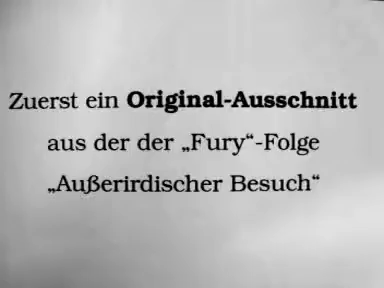 Zuerst ein Original-Ausschnitt
aus der der „Fury“-Folge
„Außerirdischer Besuch“